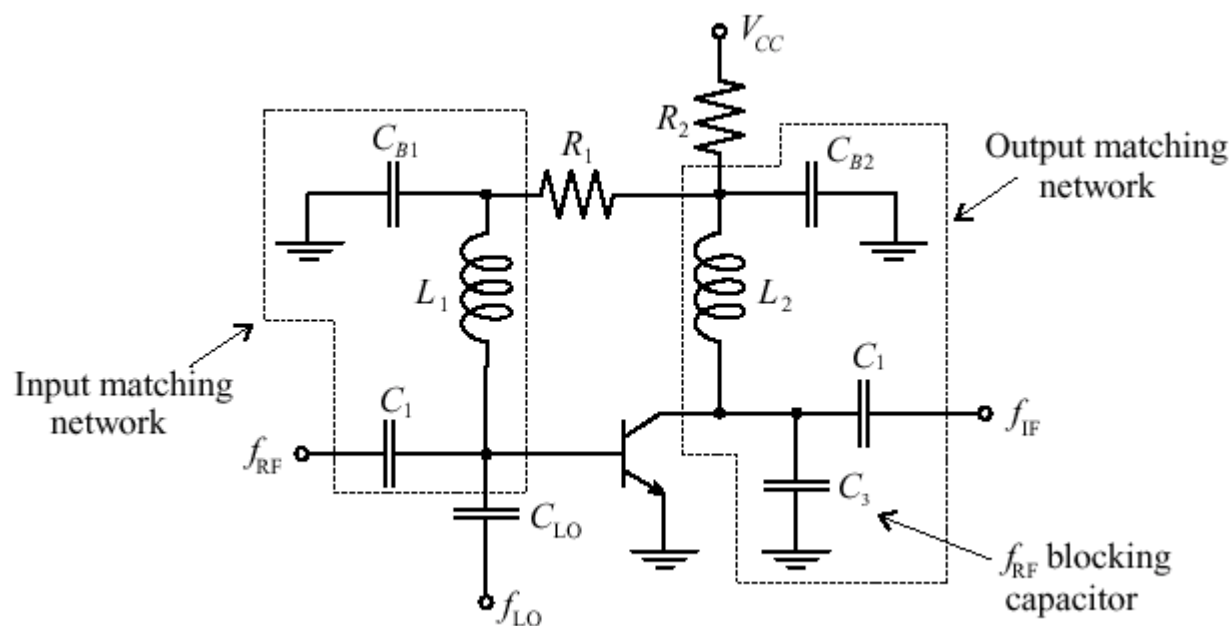 V_CC
R_2
C_B1
R_1
C_B2
Output matching
network
L_1
L_2
Input matching
network
C_1
C_1
f_RF
f_IF
C_LO
C_3
f_RF blocking
capacitor
f_LO